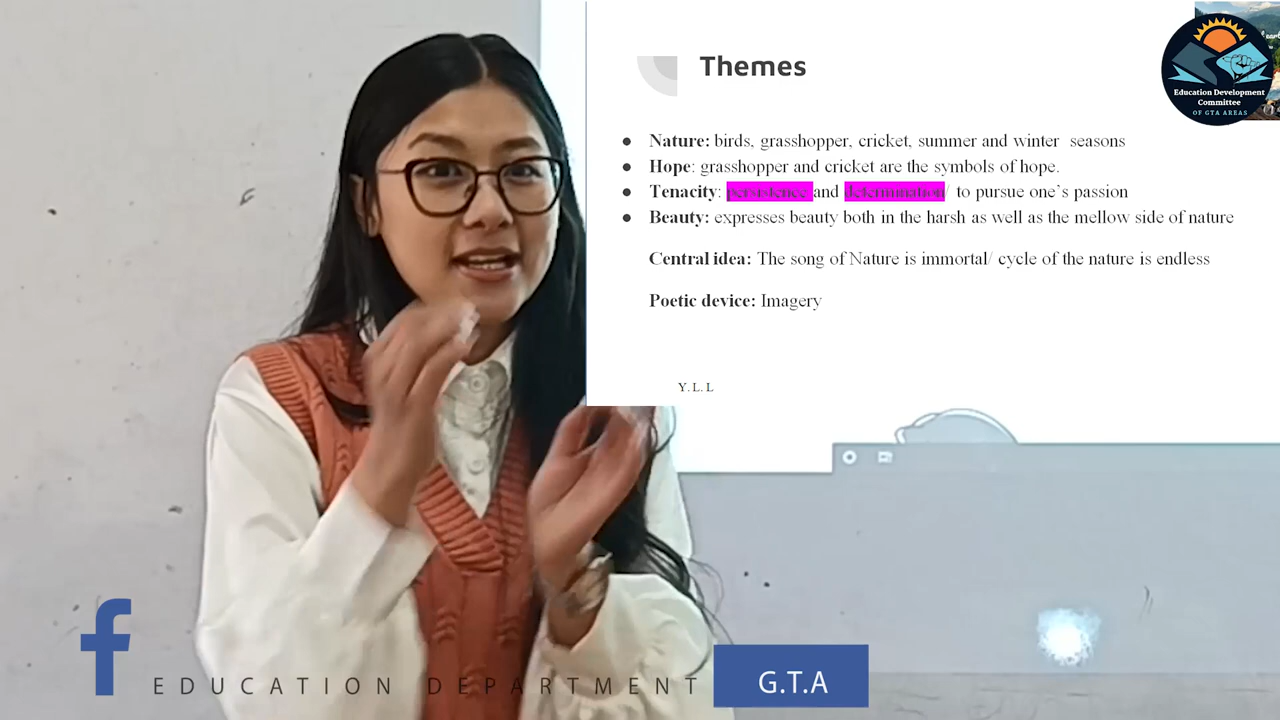 Themes
Education Development
Committee
OF GTA AREAS
● Nature: birds, grasshopper, cricket, summer and winter seasons
● Hope: grasshopper and cricket are the symbols of hope.
● Tenacity: persistence and determination/ to pursue one's passion
● Beauty: expresses beauty both in the harsh as well as the mellow side of nature
Central idea: The song of Nature is immortal/ cycle of the nature is endless
Poetic device: Imagery
Y. L. L
f EDUCATION DEPARTMENT G.T.A